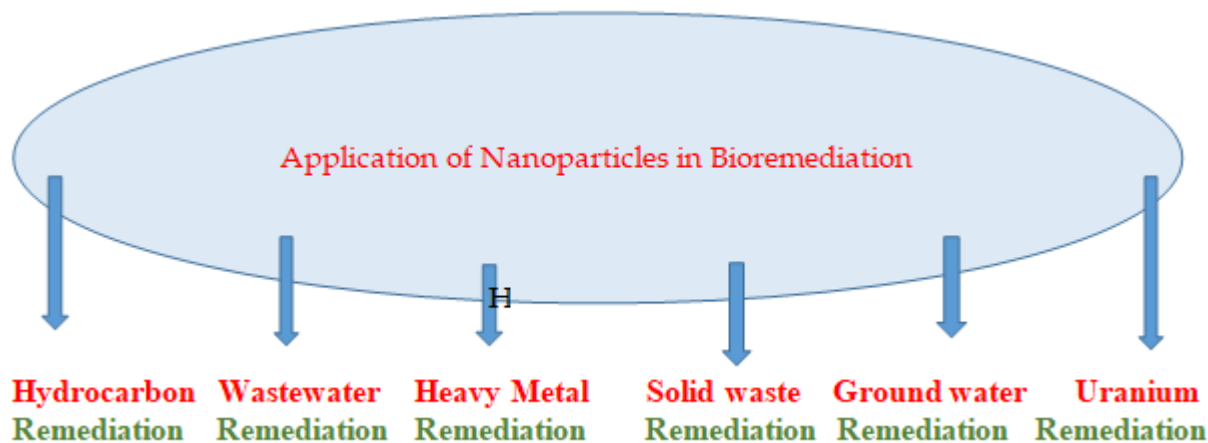 Application of Nanoparticles in Bioremediation
H
Hydrocarbon Wastewater Heavy Metal Solid waste Ground water Uranium
Remediation Remediation Remediation Remediation Remediation Remediation